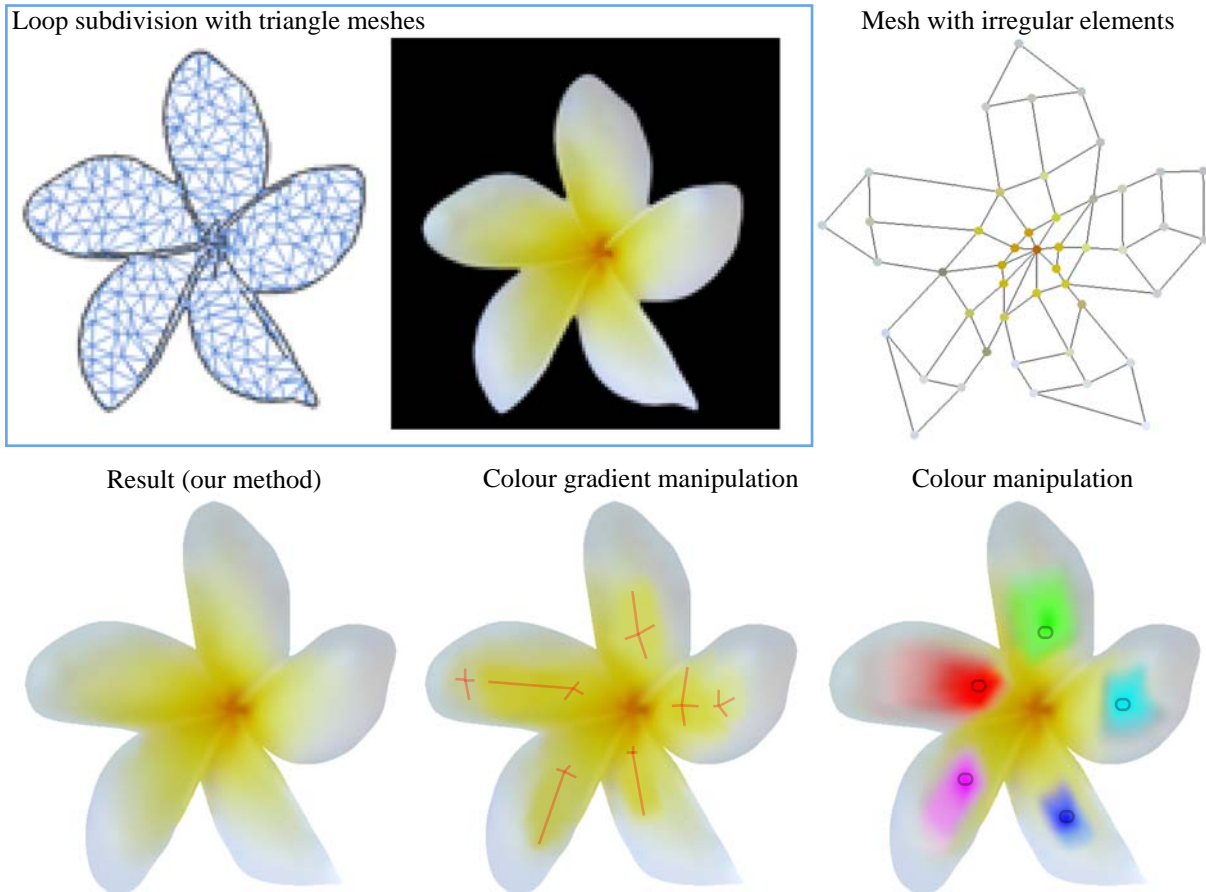 Loop subdivision with triangle meshes
Mesh with irregular elements
Result (our method)
Colour gradient manipulation
Colour manipulation